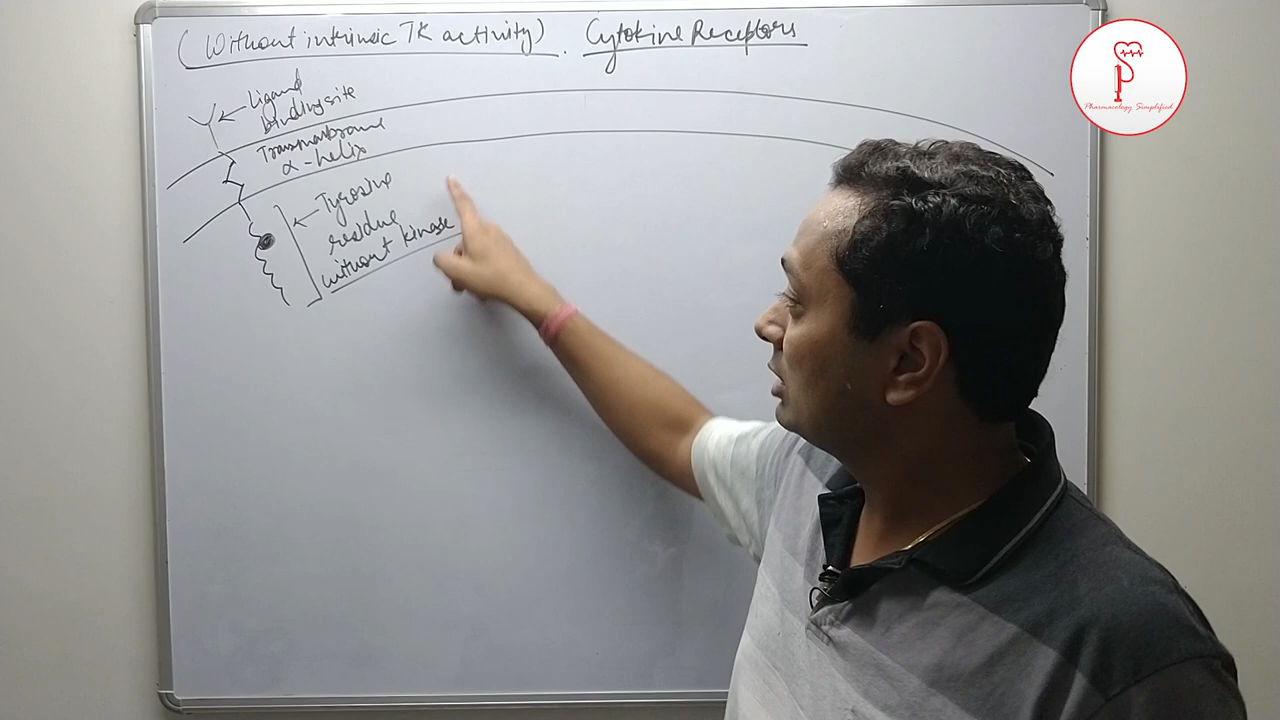 (Without intrinsic TK activity). Cytokine Receptors
Ligand
binding site
Transmembrane
α-helix
Tyrosine
residue
without kinase
Pharmacology Simplified